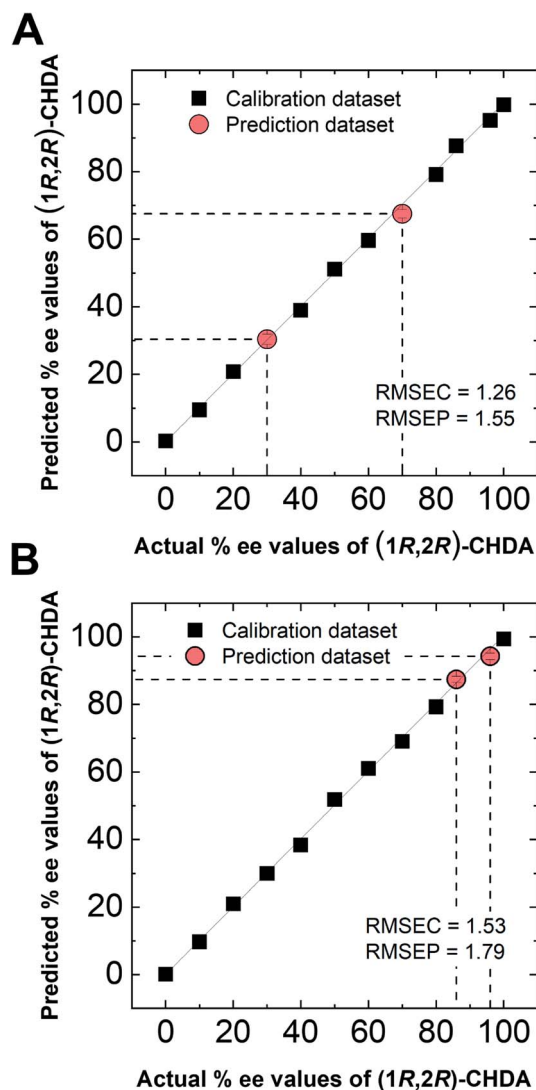 A
Predicted % ee values of (1R,2R)-CHDA
100
80
60
40
20
0
Calibration dataset
Prediction dataset
RMSEC = 1.26
RMSEP = 1.55
0 20 40 60 80 100
Actual % ee values of (1R,2R)-CHDA
B
Predicted % ee values of (1R,2R)-CHDA
100
80
60
40
20
0
Calibration dataset
Prediction dataset
RMSEC = 1.53
RMSEP = 1.79
0 20 40 60 80 100
Actual % ee values of (1R,2R)-CHDA